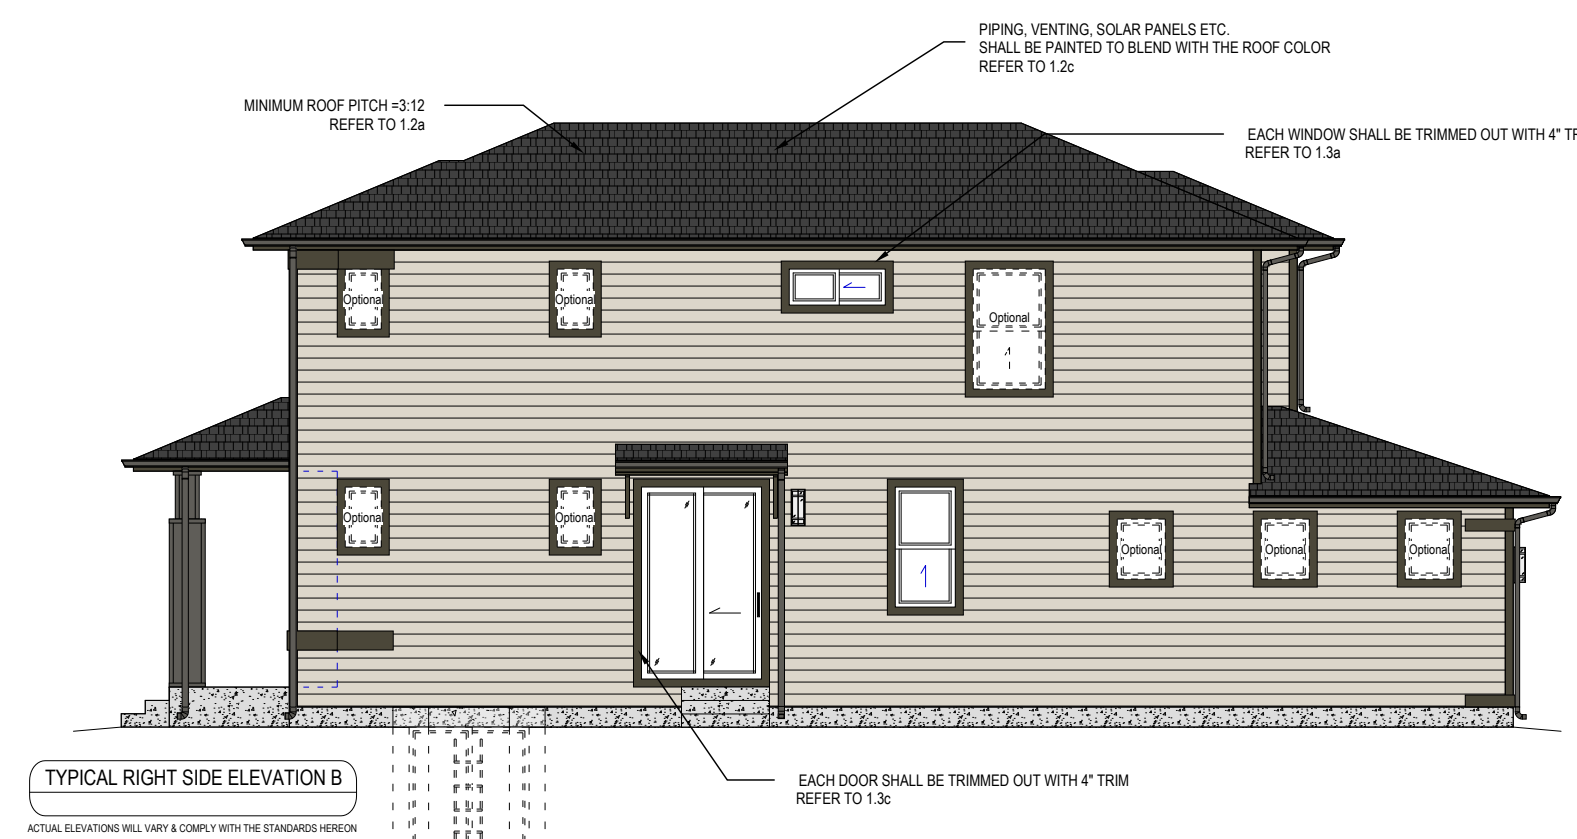 PIPING, VENTING, SOLAR PANELS ETC.
SHALL BE PAINTED TO BLEND WITH THE ROOF COLOR
REFER TO 1.2c
MINIMUM ROOF PITCH =3:12
REFER TO 1.2a
EACH WINDOW SHALL BE TRIMMED OUT WITH 4"
REFER TO 1.3a
Optional
Optional
Optional
Optional
Optional
Optional
Optional
Optional
EACH DOOR SHALL BE TRIMMED OUT WITH 4" TRIM
REFER TO 1.3c
TYPICAL RIGHT SIDE ELEVATION B
ACTUAL ELEVATIONS WILL VARY & COMPLY WITH THE STANDARDS HEREON